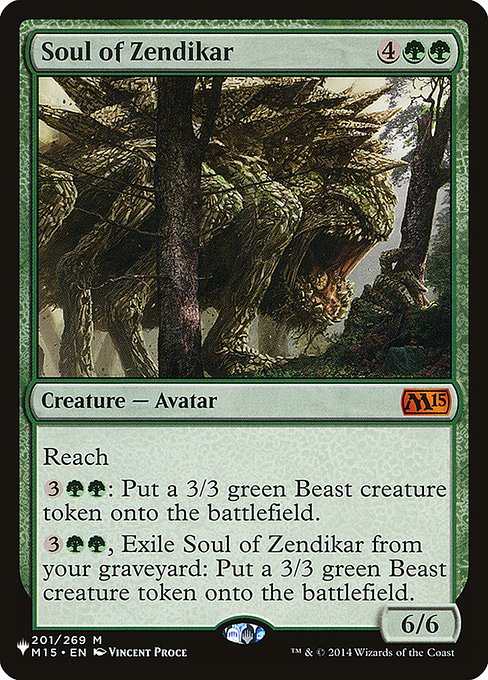 Soul of Zendikar 4
Creature — Avatar M15
Reach
3: Put a 3/3 green Beast creature
token onto the battlefield.
3, Exile Soul of Zendikar from
your graveyard: Put a 3/3 green Beast
creature token onto the battlefield.
6/6
201/269 M
M15 • EN Vincent Proce
™ & © 2014 Wizards of the Coast